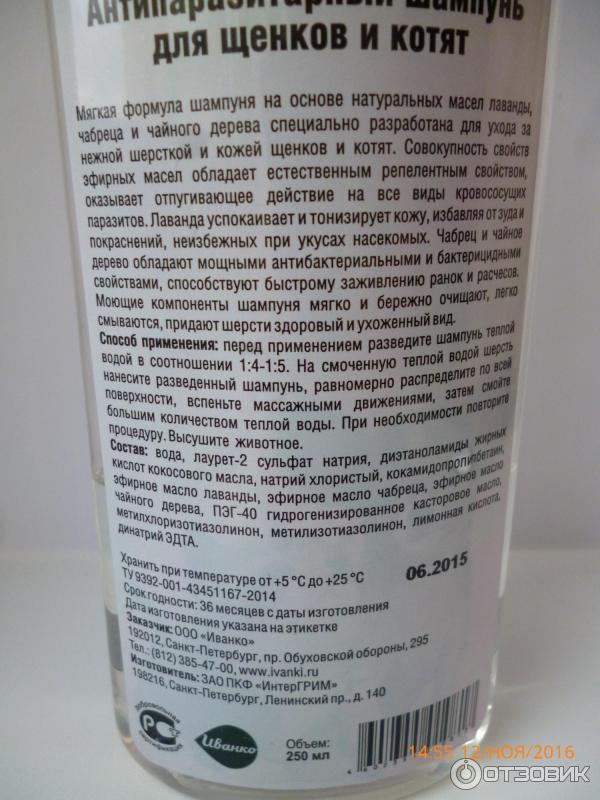 Антипаразитарный шампунь
для щенков и котят
Мягкая формула шампуня на основе натуральных масел лаванды,
чабреца и чайного дерева специально разработана для ухода за
нежной шерсткой и кожей щенков и котят. Совокупность свойств
эфирных масел обладает естественным репелентным свойством,
оказывает отпугивающее действие на все виды кровососущих
паразитов. Лаванда успокаивает и тонизирует кожу, избавляя от зуда и
покраснений, неизбежных при укусах насекомых. Чабрец и чайное
дерево обладают мощными антибактериальными и бактерицидными
свойствами, способствуют быстрому заживлению ранок и расчесов.
Моющие компоненты шампуня мягко и бережно очищают, легко
смываются, придают шерсти здоровый и ухоженный вид.
Способ применения: перед применением разведите шампунь теплой
водой в соотношении 1:4-1:5. На смоченную теплой водой шерсть
нанесите разведенный шампунь, равномерно распределите по всей
поверхности, вспеньте массажными движениями, затем смойте
большим количеством теплой воды. При необходимости повторите
процедуру. Высушите животное.
Состав: вода, лаурет-2 сульфат натрия, диэтаноламиды жирных
кислот кокосового масла, натрий хлористый, кокамидопропилбетаин,
эфирное масло лаванды, эфирное масло чабреца, эфирное масло
чайного дерева, ПЭГ-40 гидрогенизированное касторовое масло,
метилхлоризотиазолинон, метилизотиазолинон, лимонная кислота,
динатрий ЭДТА.
Хранить при температуре от +5 °С до +25 °С
ТУ 9392-001-43451167-2014
06.2015
Срок годности: 36 месяцев с даты изготовления
Дата изготовления указана на этикетке
Заказчик: ООО «Иванко»
192012, Санкт-Петербург, пр. Обуховской обороны, 295
Тел.: (812) 385-47-00, www.ivanki.ru
Изготовитель: ЗАО ПКФ «ИнтерГРИМ»
198216, Санкт-Петербург, Ленинский пр., д. 140
добровольная
РС
сертификация
Иванко
Объем:
250 мл
14:55 12/НОЯ/2016
ОТЗОВИК